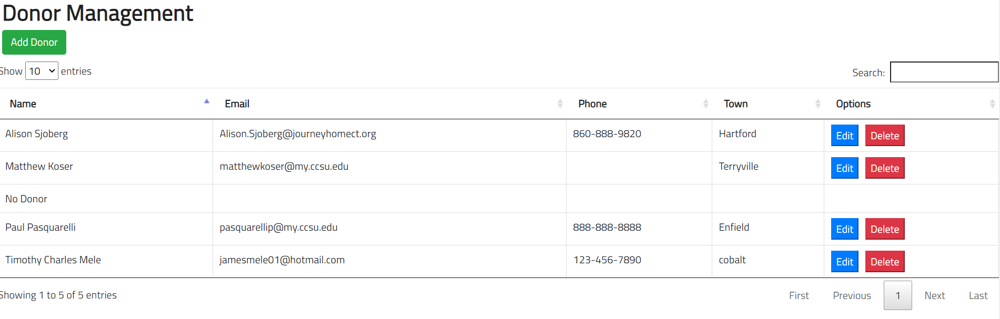 Donor Management
Add Donor
Show 10 entries
Search:
Name Email Phone Town Options
Alison Sjoberg Alison.Sjoberg@journeyhomect.org 860-888-9820 Hartford Edit Delete
Matthew Koser matthewkoser@my.ccsu.edu Terryville Edit Delete
No Donor
Paul Pasquarelli pasquarellip@my.ccsu.edu 888-888-8888 Enfield Edit Delete
Timothy Charles Mele jamesmele01@hotmail.com 123-456-7890 cobalt Edit Delete
Showing 1 to 5 of 5 entries First Previous 1 Next Last